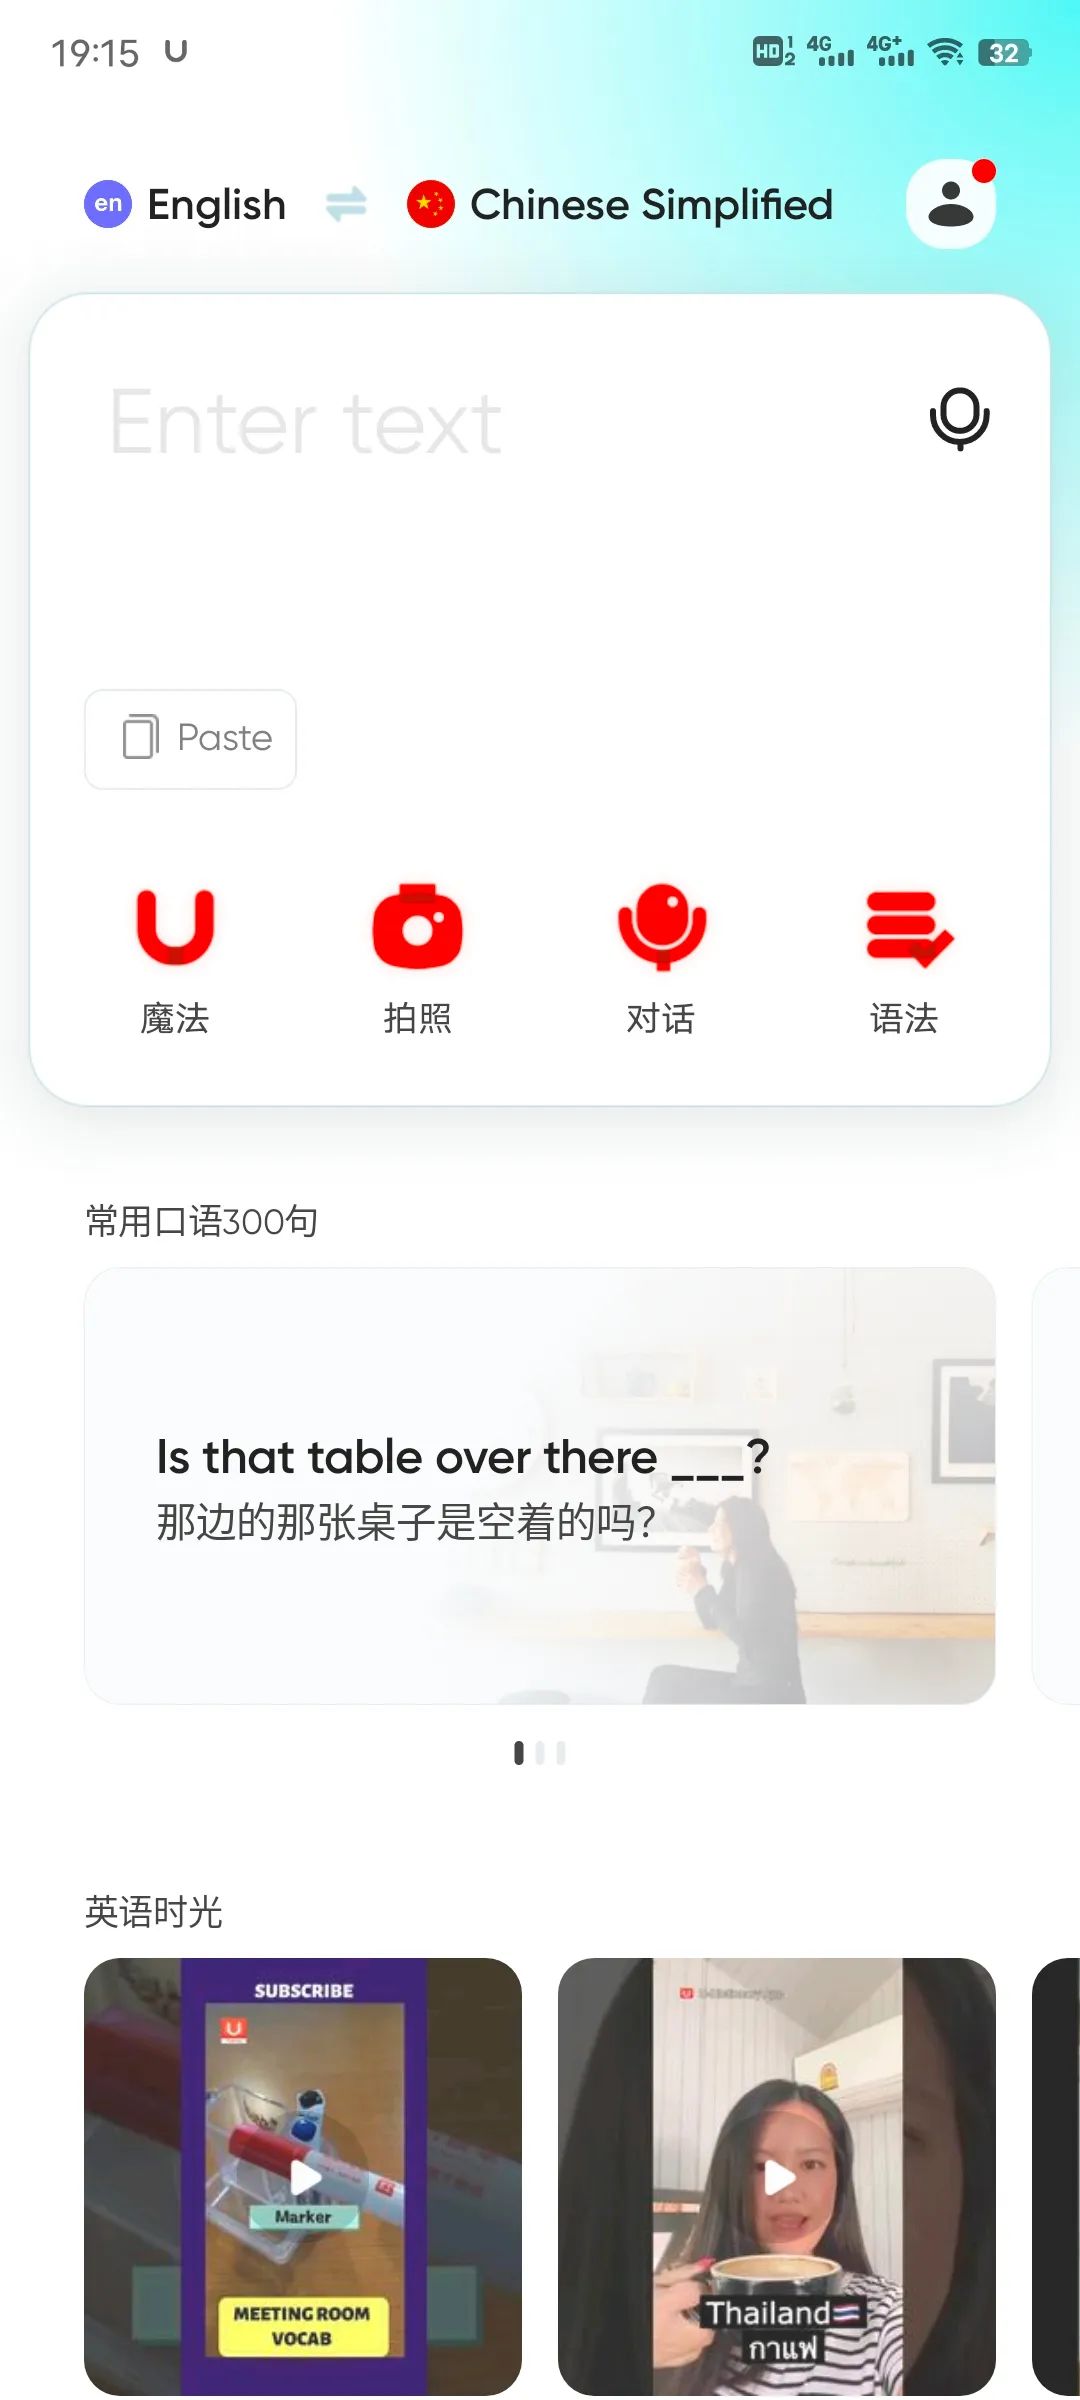 19:15
HD 1 2 4G 4G+ 32
en English Chinese Simplified
Enter text
Paste
魔法 拍照 对话 语法
常用口语300句
Is that table over there ___?
那边的那张桌子是空着的吗?
英语时光
SUBSCRIBE
Marker
MEETING ROOM
VOCAB
Thailand
กาแฟ